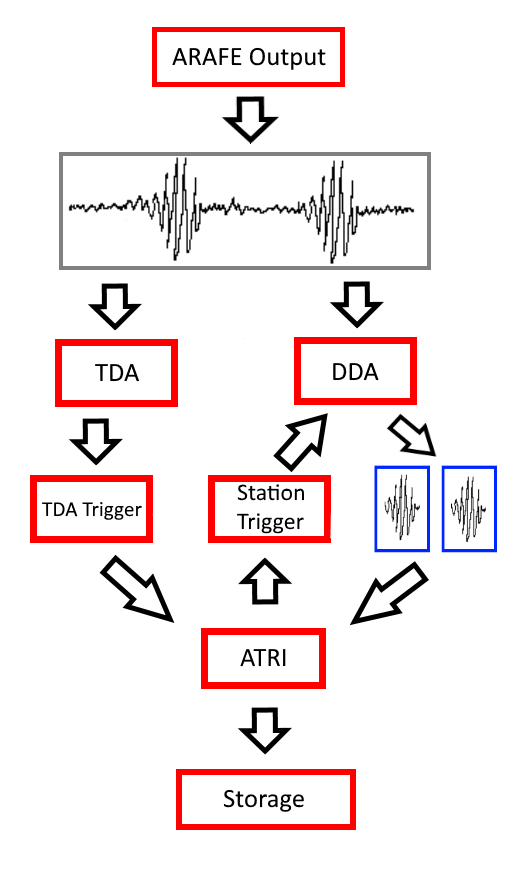 ARAFE Output
TDA
DDA
TDA Trigger
Station
Trigger
ATRI
Storage